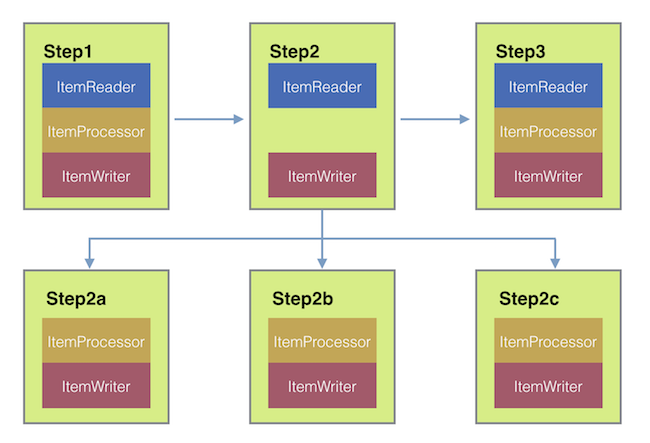 Step1
ItemReader
ItemProcessor
ItemWriter
Step2
ItemReader
ItemWriter
Step3
ItemReader
ItemProcessor
ItemWriter
Step2a
ItemProcessor
ItemWriter
Step2b
ItemProcessor
ItemWriter
Step2c
ItemProcessor
ItemWriter